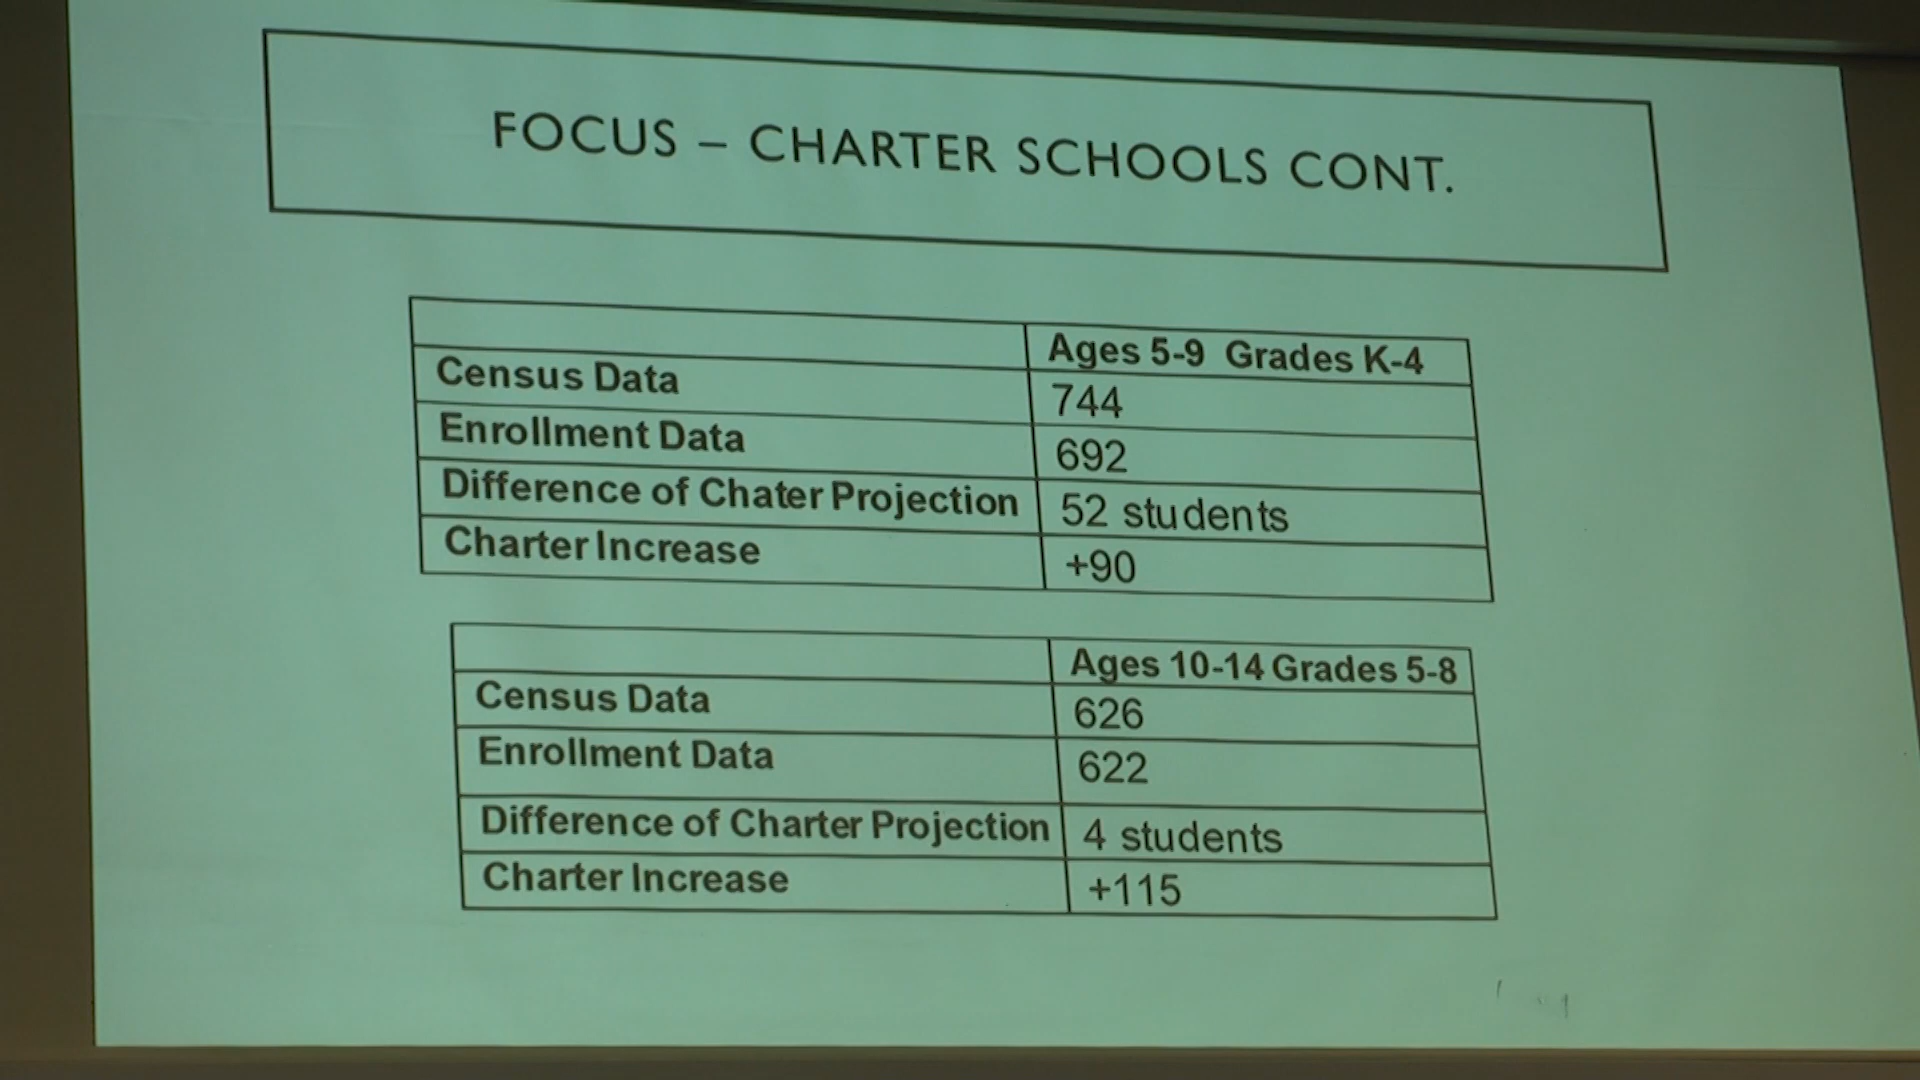 FOCUS – CHARTER SCHOOLS CONT.
Ages 5-9 Grades K-4
Census Data 744
Enrollment Data 692
Difference of Chater Projection 52 students
Charter Increase +90
Ages 10-14 Grades 5-8
Census Data 626
Enrollment Data 622
Difference of Charter Projection 4 students
Charter Increase +115